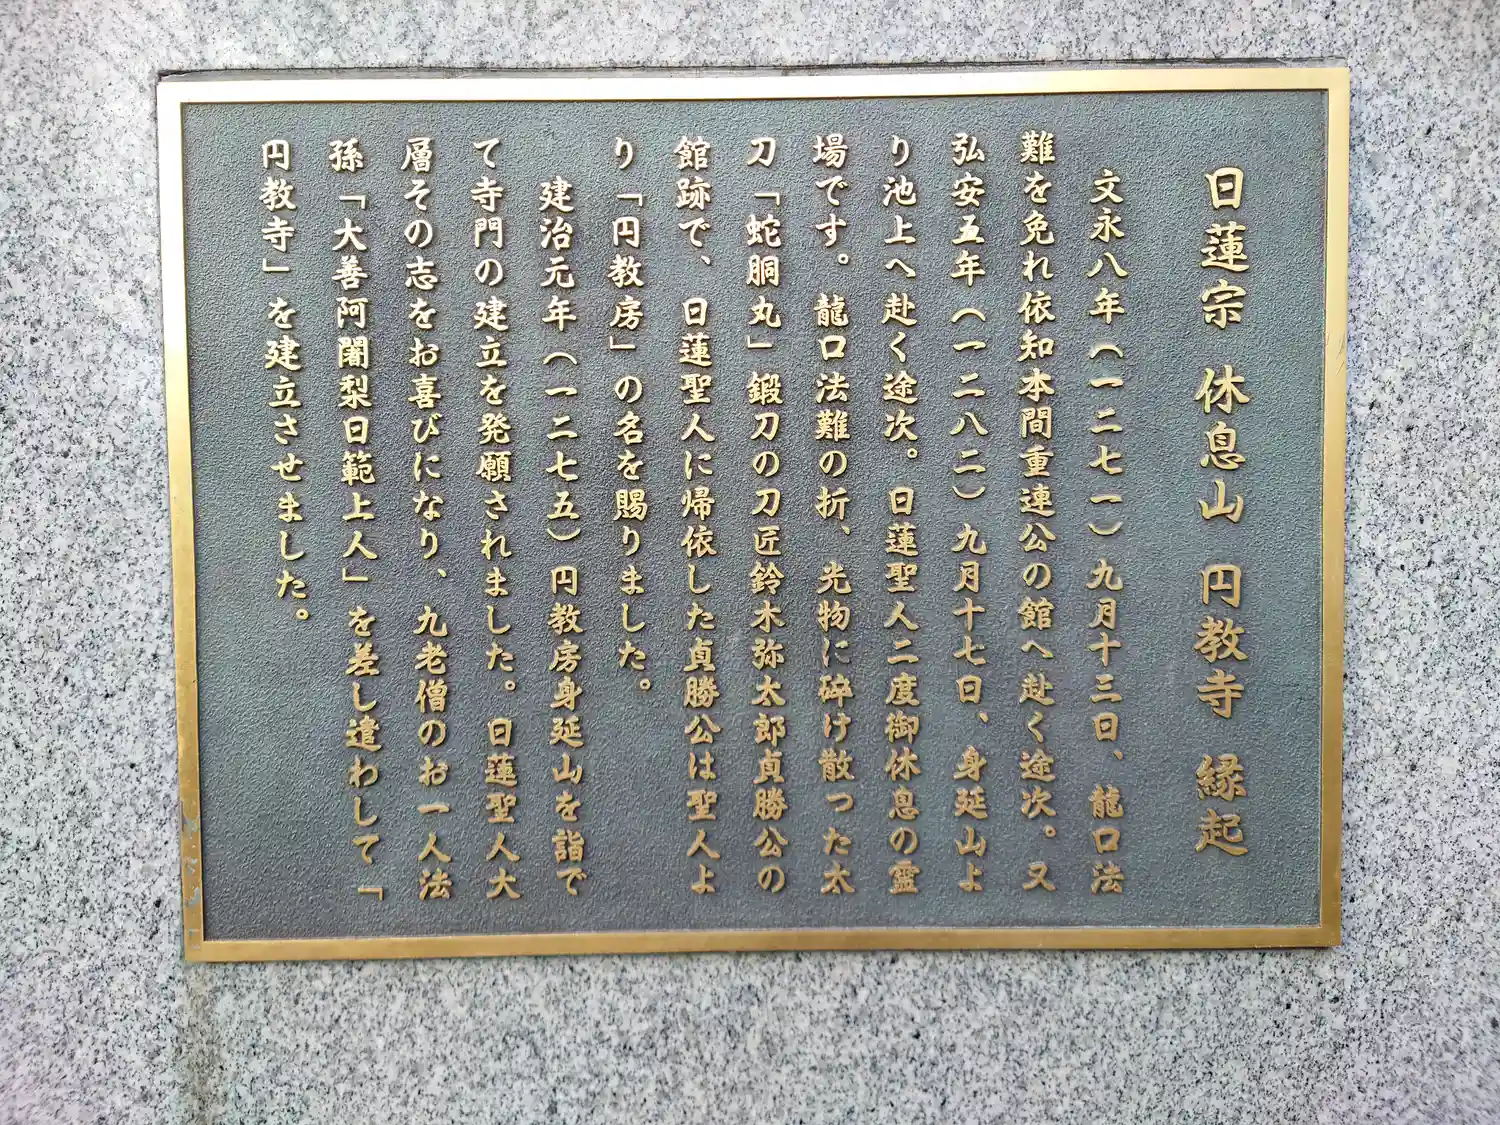 日蓮宗 休息山 円教寺 縁起
文永八年(一二七一)九月十三日、龍口法
難を免れ依知本間重連公の館へ赴く途次。又
弘安五年(一二八二)九月十七日、身延山よ
り池上へ赴く途次。日蓮聖人二度御休息の霊
場です。龍口法難の折、光物に砕け散った太
刀「蛇胴丸」鍛刀の刀匠鈴木弥太郎貞勝公の
館跡で、日蓮聖人に帰依した貞勝公は聖人よ
り「円教房」の名を賜りました。
建治元年(一二七五)円教房身延山を詣で
て寺門の建立を発願されました。日蓮聖人大
層その志をお喜びになり、九老僧のお一人法
孫「大善阿闍梨日範上人」を差し遣わして「
円教寺」を建立させました。